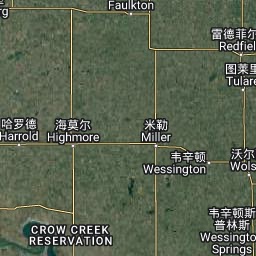 Faulkton
雷德菲尔
Redfiel
图莱里
Tulare
哈罗德
Harrold
海莫尔
Highmore
米勒
Miller
韦辛顿
Wessington
沃尔
Wols
CROW CREEK
RESERVATION
韦辛顿斯
普林斯
Wessington
Springs